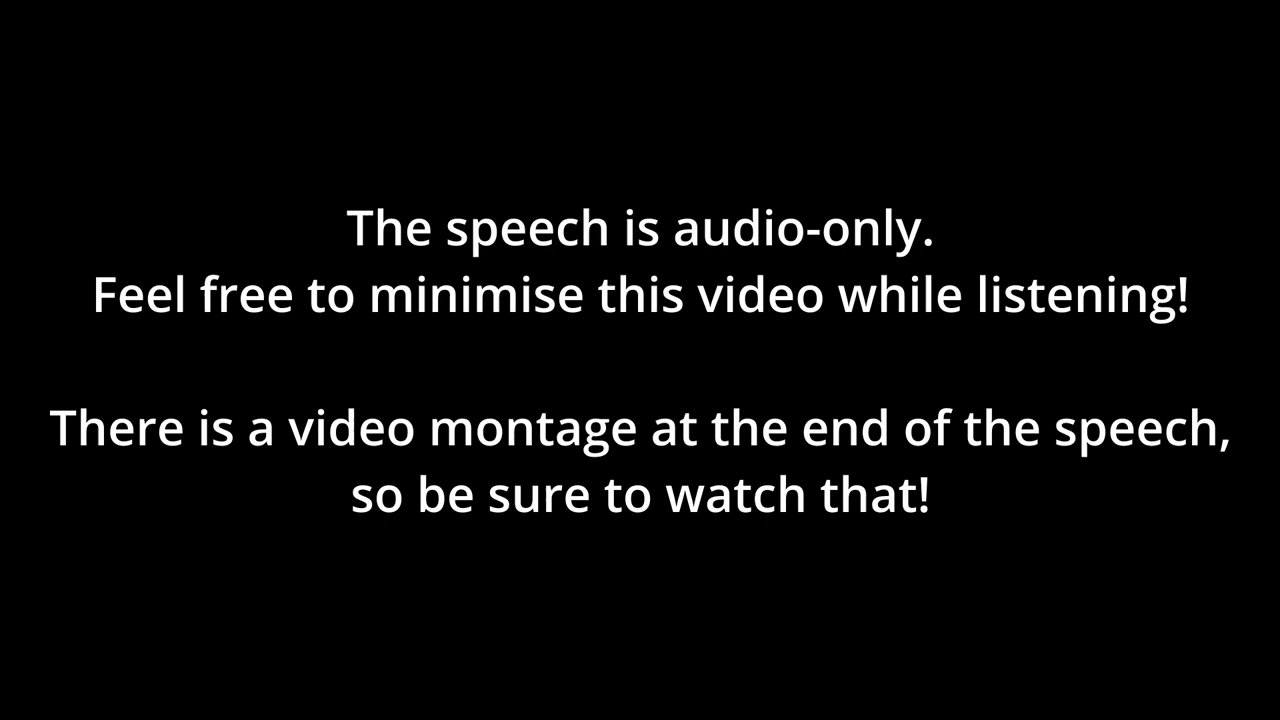 The speech is audio-only.
Feel free to minimise this video while listening!
There is a video montage at the end of the speech,
so be sure to watch that!